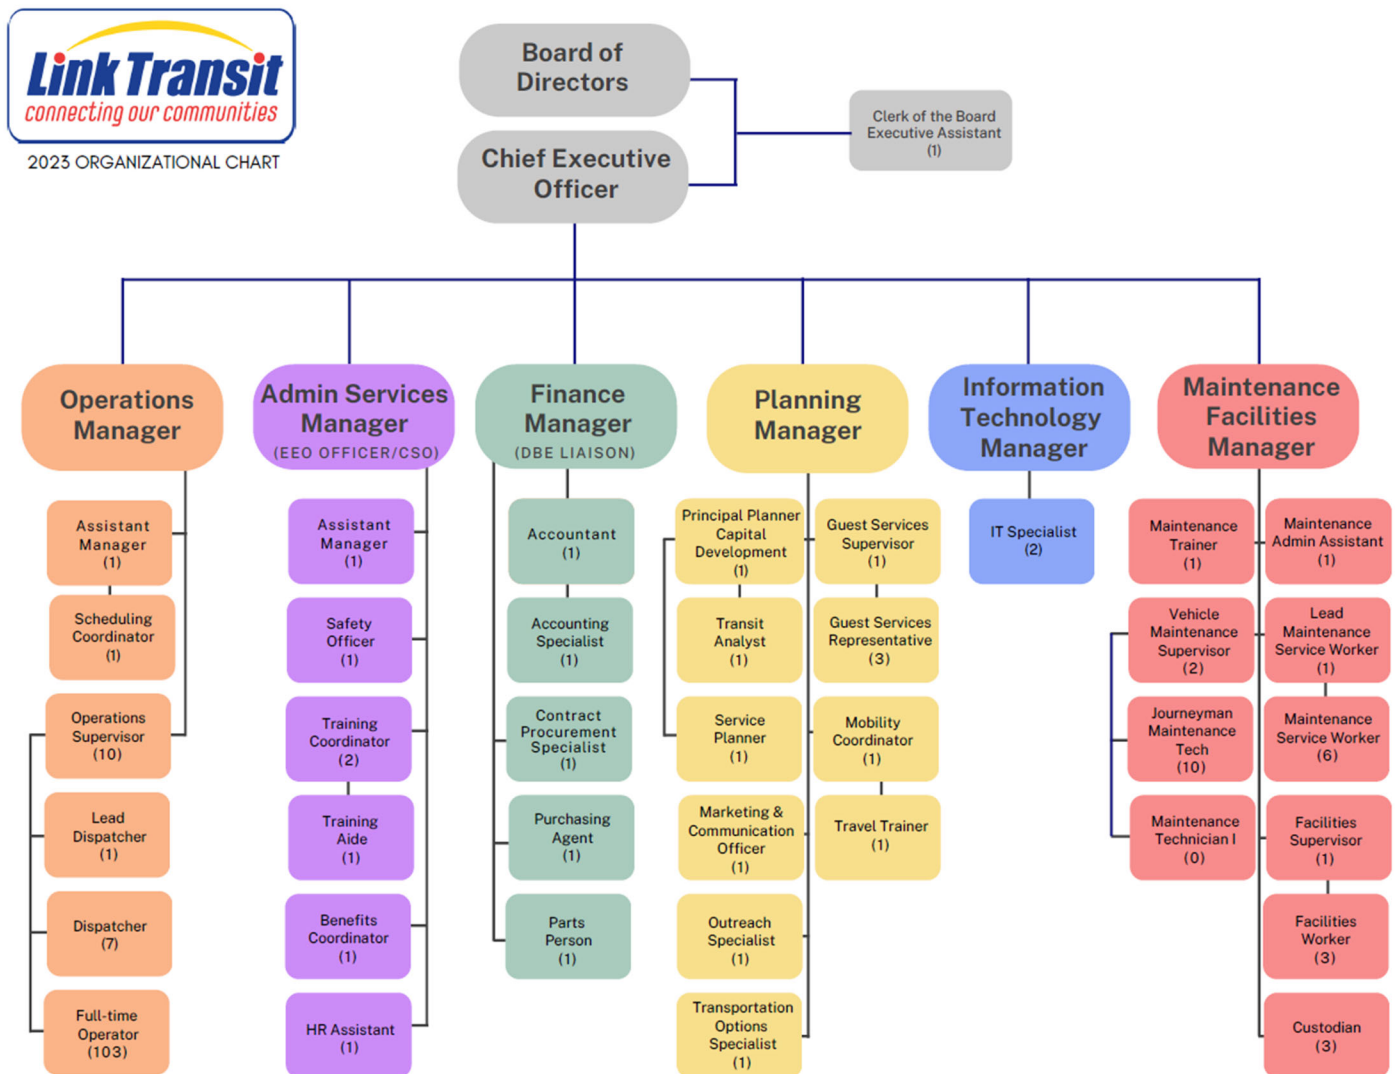 Link Transit
connecting our communities
2023 ORGANIZATIONAL CHART
Board of
Directors
Chief Executive
Officer
Clerk of the Board
Executive Assistant
(1)
Operations
Manager
Assistant
Manager
(1)
Scheduling
Coordinator
(1)
Operations
Supervisor
(10)
Lead
Dispatcher
(1)
Dispatcher
(7)
Full-time
Operator
(103)
Admin Services
Manager
(EEO OFFICER/CSO)
Assistant
Manager
(1)
Safety
Officer
(1)
Training
Coordinator
(2)
Training
Aide
(1)
Benefits
Coordinator
(1)
HR Assistant
(1)
Finance
Manager
(DBE LIAISON)
Accountant
(1)
Accounting
Specialist
(1)
Contract
Procurement
Specialist
(1)
Purchasing
Agent
(1)
Parts
Person
(1)
Planning
Manager
Principal Planner
Capital
Development
(1)
Transit
Analyst
(1)
Service
Planner
(1)
Marketing &
Communication
Officer
(1)
Outreach
Specialist
(1)
Transportation
Options
Specialist
(1)
Guest Services
Supervisor
(1)
Guest Services
Representative
(3)
Mobility
Coordinator
(1)
Travel Trainer
(1)
Information
Technology
Manager
IT Specialist
(2)
Maintenance
Facilities
Manager
Maintenance
Trainer
(1)
Vehicle
Maintenance
Supervisor
(2)
Journeyman
Maintenance
Tech
(10)
Maintenance
Technician I
(0)
Maintenance
Admin Assistant
(1)
Lead
Maintenance
Service Worker
(1)
Maintenance
Service Worker
(6)
Facilities
Supervisor
(1)
Facilities
Worker
(3)
Custodian
(3)